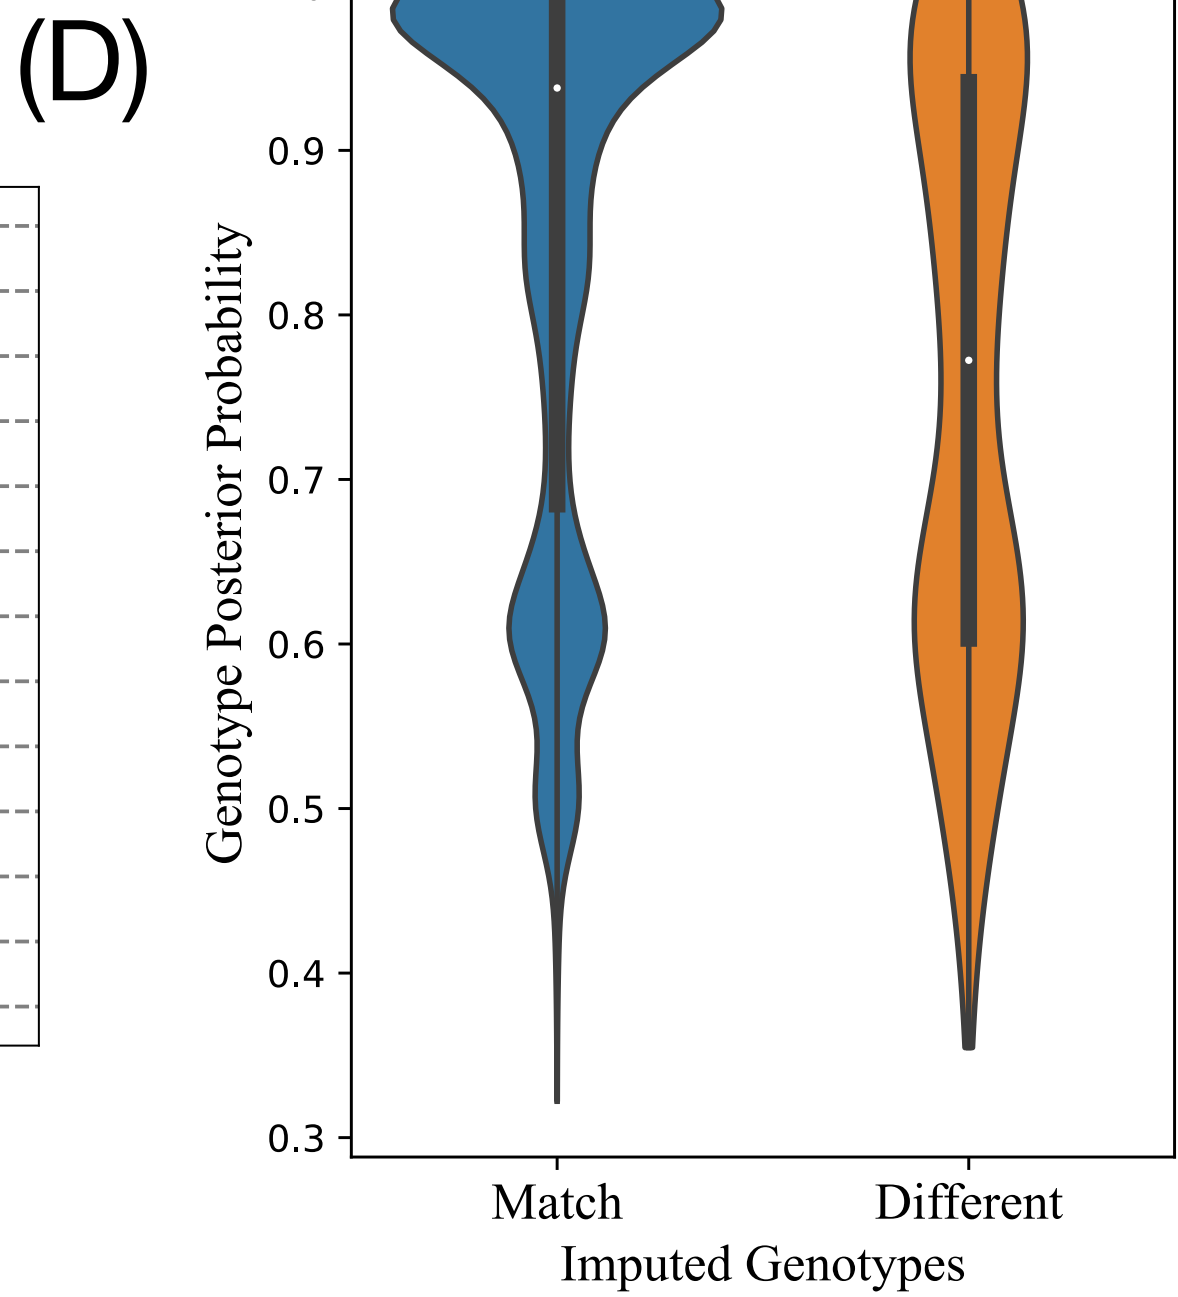 (D)
0.9
0.8
0.7
0.6
0.5
0.4
0.3
Genotype Posterior Probability
Match
Different
Imputed Genotypes